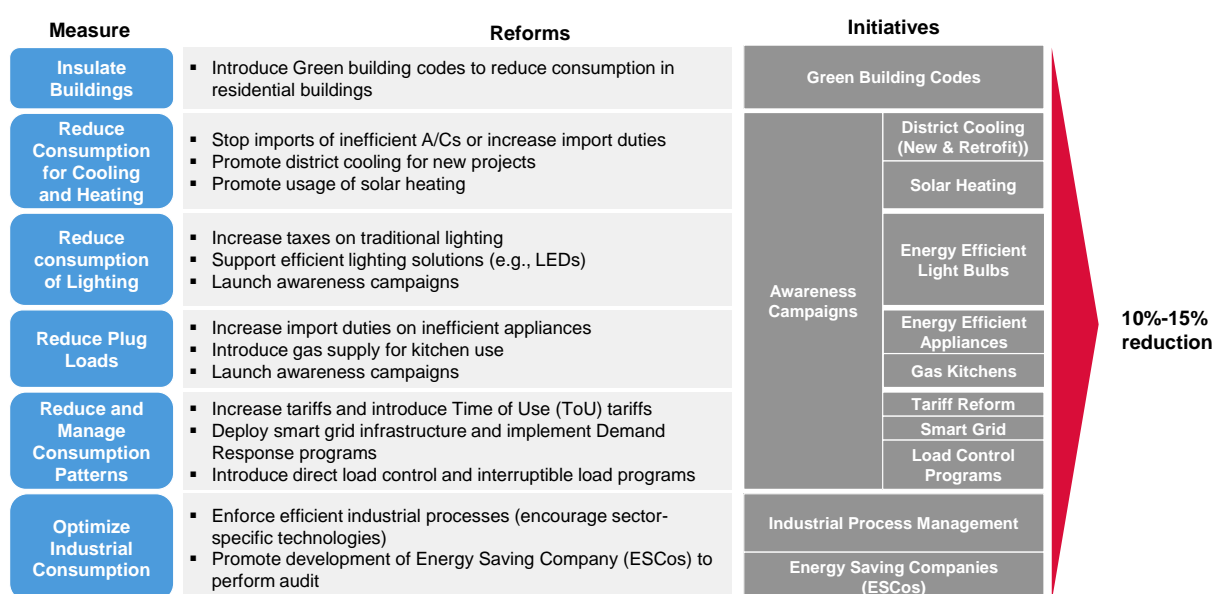 Measure
Reforms
Initiatives
Insulate
Buildings
▪ Introduce Green building codes to reduce consumption in
residential buildings
Green Building Codes
Reduce
Consumption
for Cooling
and Heating
▪ Stop imports of inefficient A/Cs or increase import duties
▪ Promote district cooling for new projects
▪ Promote usage of solar heating
District Cooling
(New & Retrofit))
Solar Heating
Reduce
consumption
of Lighting
▪ Increase taxes on traditional lighting
▪ Support efficient lighting solutions (e.g., LEDs)
▪ Launch awareness campaigns
Awareness
Campaigns
Energy Efficient
Light Bulbs
Reduce Plug
Loads
▪ Increase import duties on inefficient appliances
▪ Introduce gas supply for kitchen use
▪ Launch awareness campaigns
Energy Efficient
Appliances
Gas Kitchens
Reduce and
Manage
Consumption
Patterns
▪ Increase tariffs and introduce Time of Use (ToU) tariffs
▪ Deploy smart grid infrastructure and implement Demand
Response programs
▪ Introduce direct load control and interruptible load programs
Tariff Reform
Smart Grid
Load Control
Programs
Optimize
Industrial
Consumption
▪ Enforce efficient industrial processes (encourage sector-
specific technologies)
▪ Promote development of Energy Saving Company (ESCos) to
perform audit
Industrial Process Management
Energy Saving Companies
(ESCos)
10%-15%
reduction